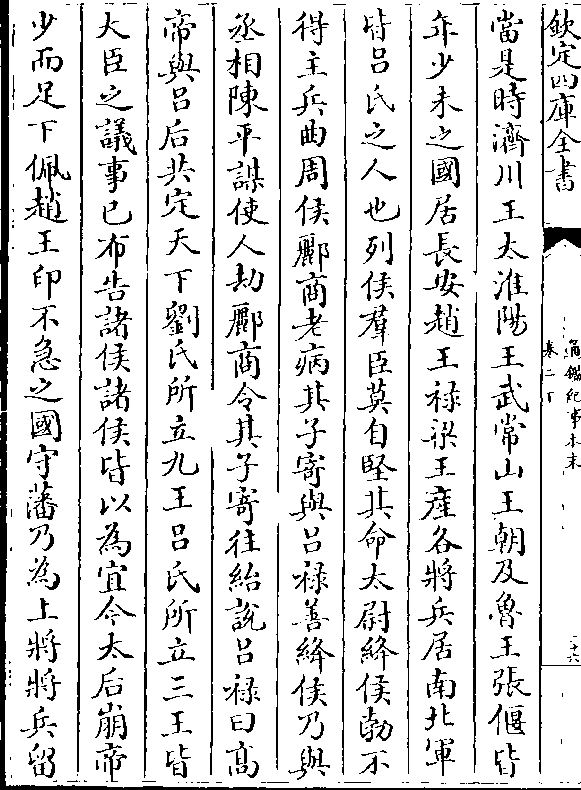 欽定四庫全書
通鑑紀事本末
卷二下
二十六
當是時濟川王太淮陽王武常山王朝及魯王張偃皆
年少未之國居長安趙王祿梁王產各將兵居南北軍
皆呂氏之人也列侯羣臣莫自堅其命太尉絳侯勃不
得主兵曲周侯酈商老病其子寄與呂祿善絳侯乃與
丞相陳平謀使人劫酈商令其子寄往紿說呂祿曰高
帝與呂后共定天下劉氏所立九王呂氏所立三王皆
大臣之議事已布告諸侯諸侯皆以為宜今太后崩帝
少而足下佩趙王印不急之國守藩乃為上將將兵留